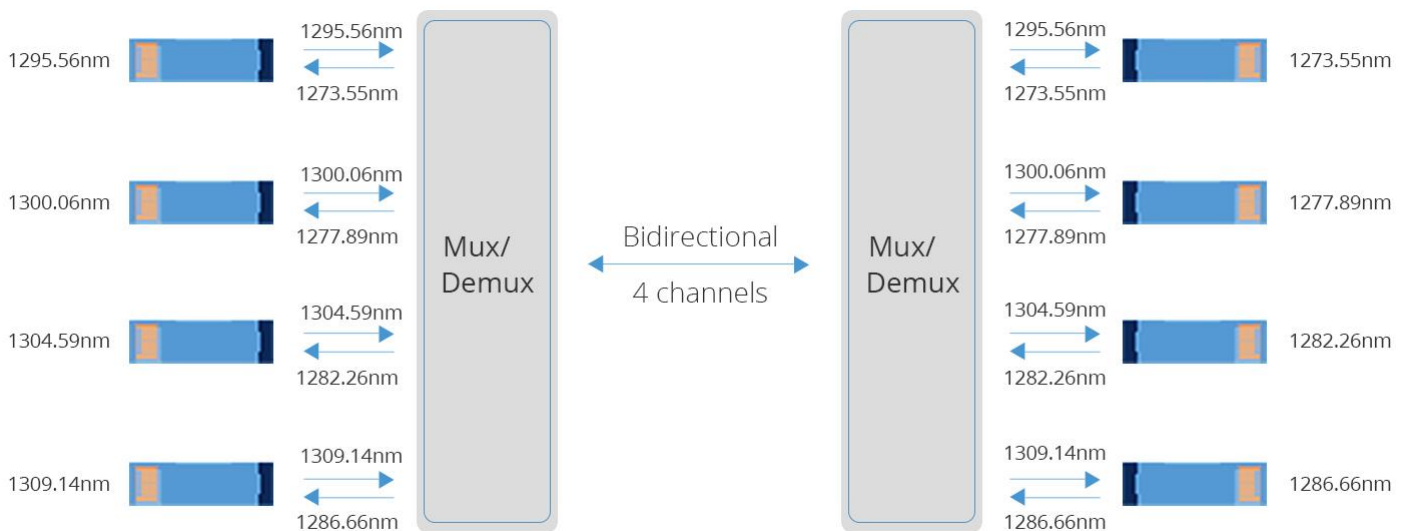 1295.56nm
1295.56nm
1273.55nm
1300.06nm
1300.06nm
1277.89nm
1304.59nm
1304.59nm
1282.26nm
1309.14nm
1309.14nm
1286.66nm
Mux/
Demux
Bidirectional
4 channels
Mux/
Demux
1295.56nm
1273.55nm
1273.55nm
1300.06nm
1277.89nm
1277.89nm
1304.59nm
1282.26nm
1282.26nm
1309.14nm
1286.66nm
1286.66nm